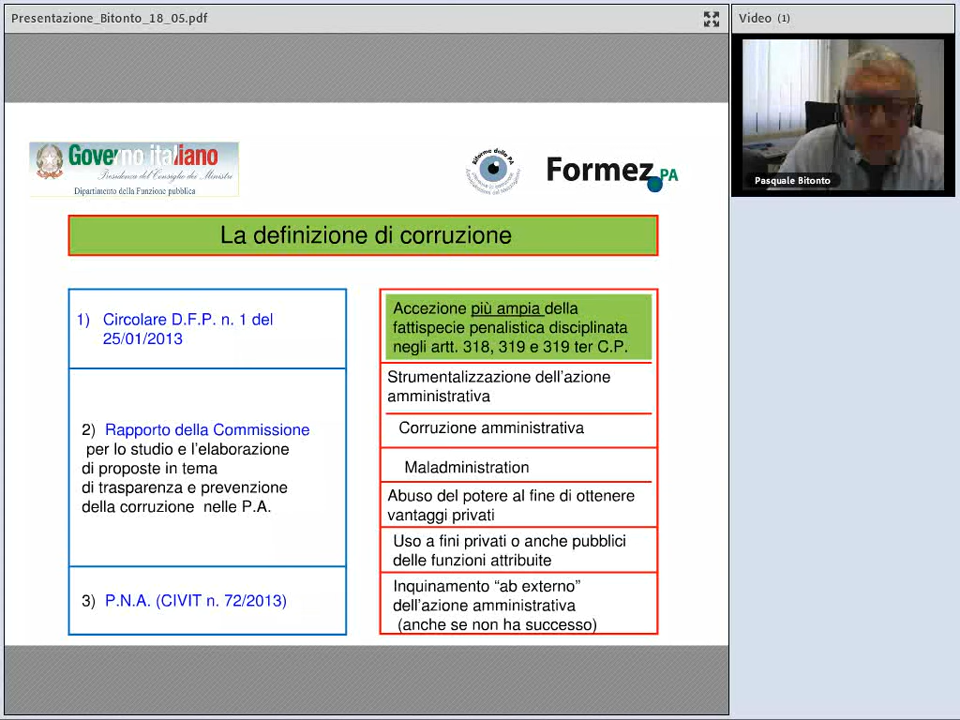 Presentazione_Bitonto_18_05.pdf
Video (1)
Pasquale Bitonto
Governo italiano
Presidenza del Consiglio dei Ministri
Dipartimento della Funzione pubblica
Riforme delle PA
Formez PA
La definizione di corruzione
1) Circolare D.F.P. n. 1 del
25/01/2013
2) Rapporto della Commissione
per lo studio e l'elaborazione
di proposte in tema
di trasparenza e prevenzione
della corruzione nelle P.A.
3) P.N.A. (CIVIT n. 72/2013)
Accezione più ampia della
fattispecie penalistica disciplinata
negli artt. 318, 319 e 319 ter C.P.
Strumentalizzazione dell'azione
amministrativa
Corruzione amministrativa
Maladministration
Abuso del potere al fine di ottenere
vantaggi privati
Uso a fini privati o anche pubblici
delle funzioni attribuite
Inquinamento “ab externo”
dell'azione amministrativa
(anche se non ha successo)